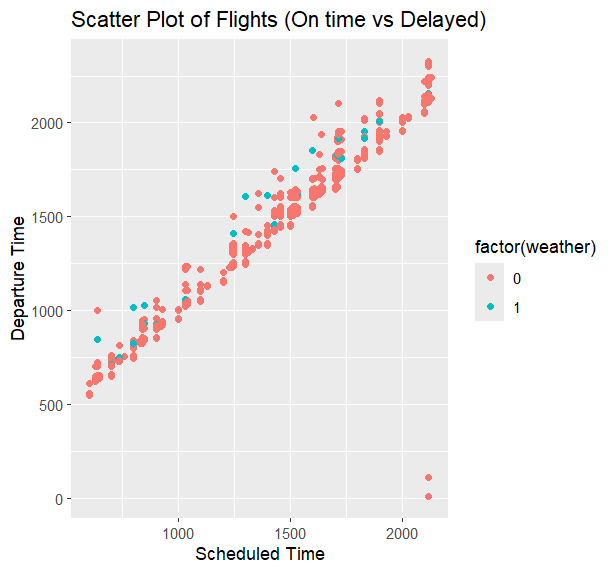 Scatter Plot of Flights (On time vs Delayed)
2000
1500
1000
500
0
Departure Time
1000 1500 2000
Scheduled Time
factor(weather)
0
1